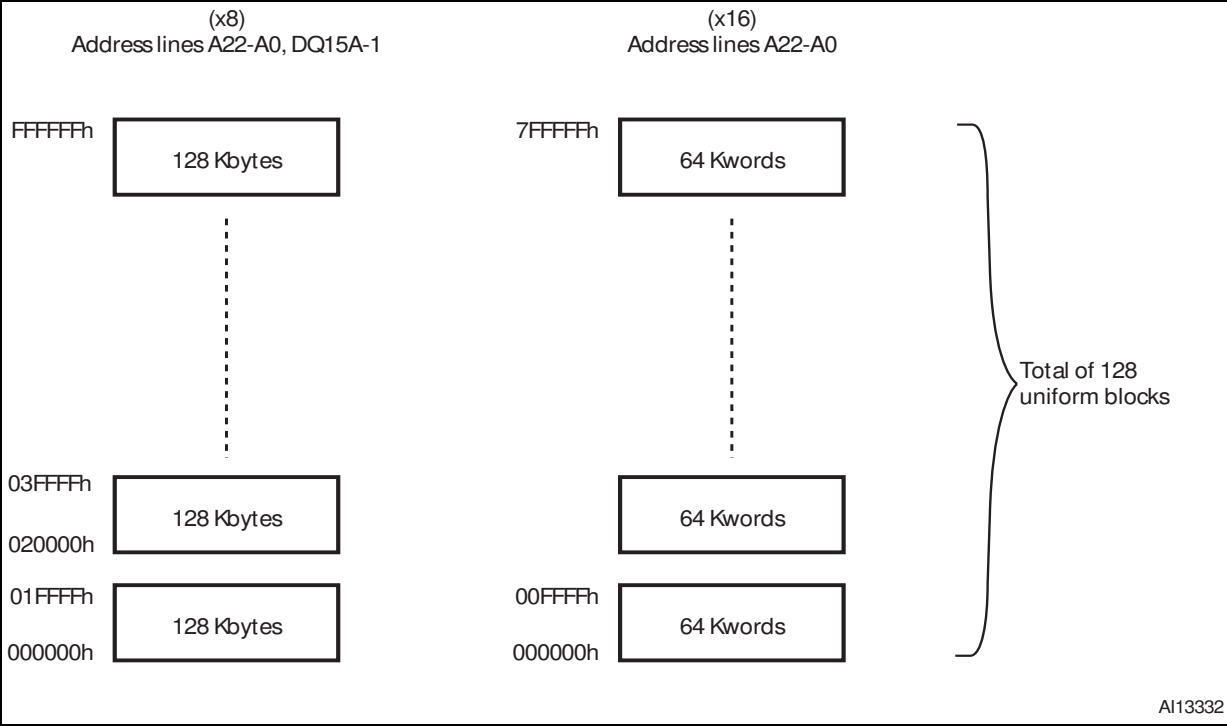 (x8)
Address lines A22-A0, DQ15A-1
(x16)
Address lines A22-A0
FFFFFFh
128 Kbytes
7FFFFFh
64 Kwords
Total of 128
uniform blocks
03FFFFh
128 Kbytes
020000h
64 Kwords
01FFFFh
128 Kbytes
000000h
00FFFFh
64 Kwords
000000h
AI13332